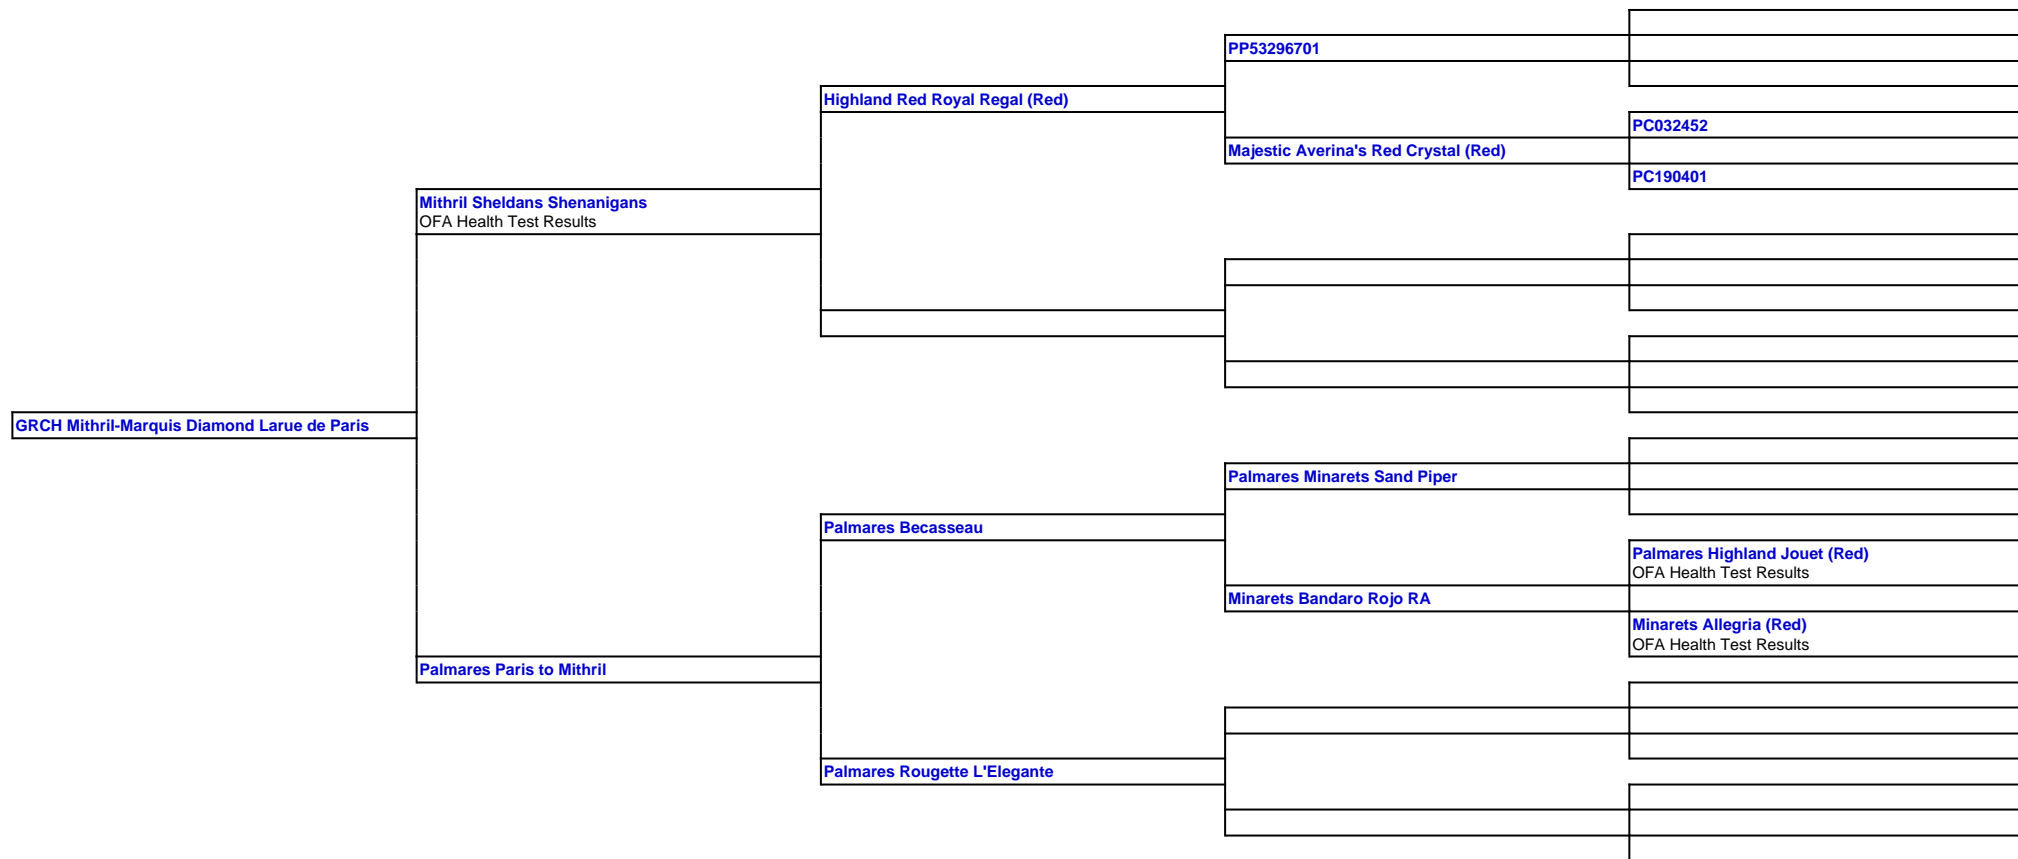 PP53296701
Highland Red Royal Regal (Red)
PC032452
Majestic Averina's Red Crystal (Red)
PC190401
Mithril Sheldans Shenanigans
OFA Health Test Results
GRCH Mithril-Marquis Diamond Larue de Paris
Palmares Minarets Sand Piper
Palmares Becasseau
Palmares Highland Jouet (Red)
OFA Health Test Results
Minarets Bandaro Rojo RA
Minarets Allegria (Red)
OFA Health Test Results
Palmares Paris to Mithril
Palmares Rougette L'Elegante